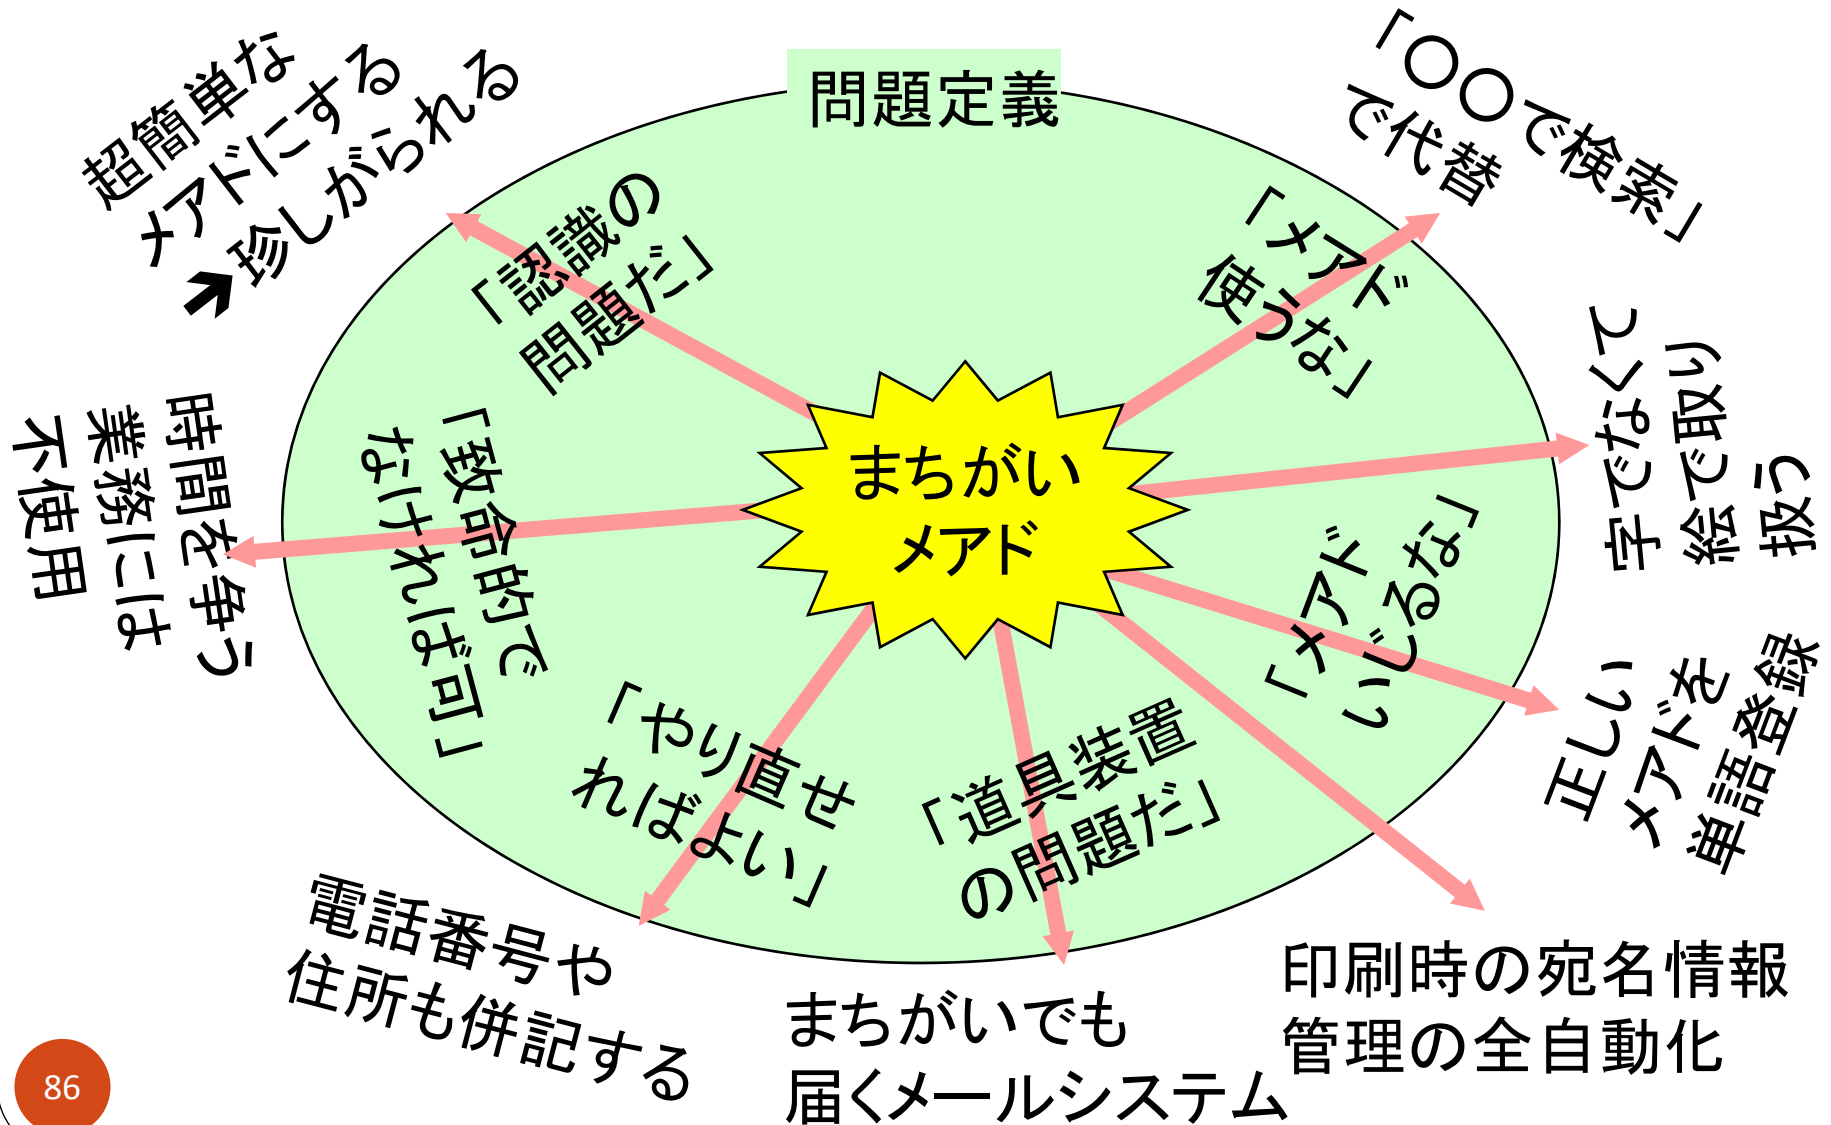 問題定義
超簡単な
メアドにする
➔珍しがられる
「〇〇で検索」
で代替
「認識の
問題だ」
「メアド
使うな」
まちがい
メアド
字でなくて
絵で取り
扱う
時間を争う
業務には
不使用
「致命的で
なければ可」
「メアド
いじるな」
正しい
メアドを
単語登録
「やり直せ
ればよい」
「道具装置
の問題だ」
電話番号や
住所も併記する
まちがいでも
届くメールシステム
印刷時の宛名情報
管理の全自動化
86